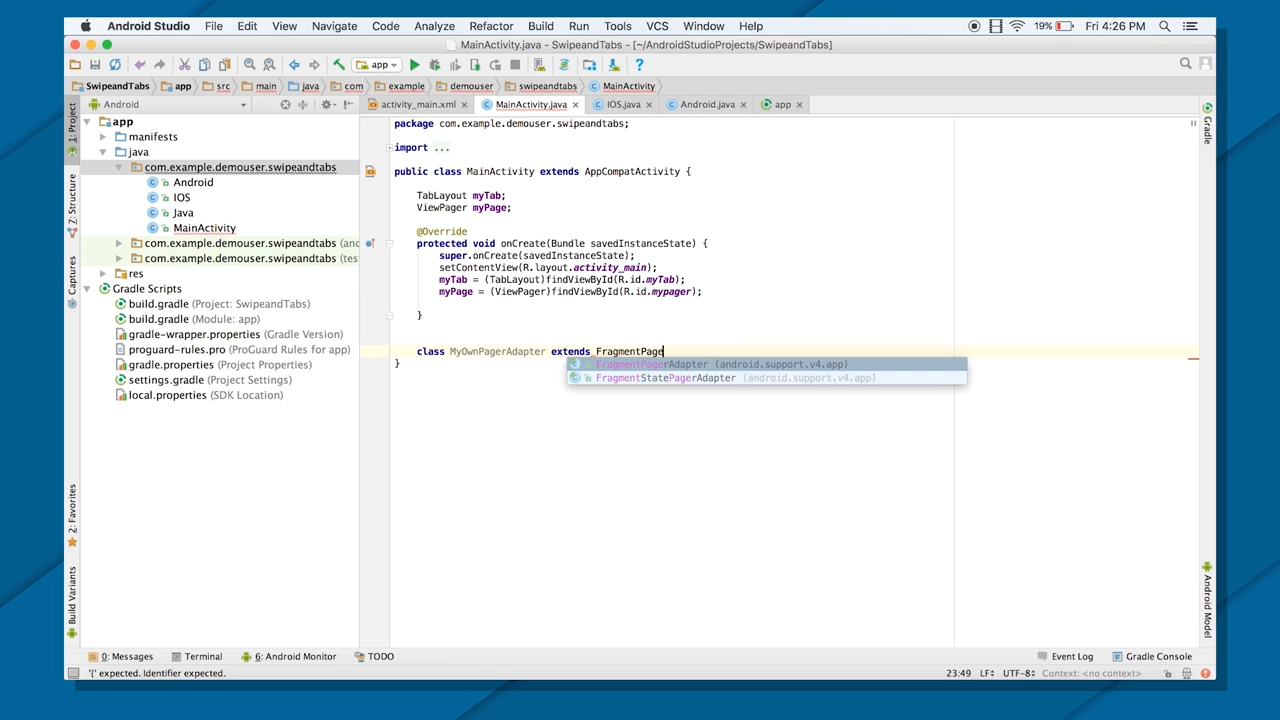 Android Studio File Edit View Navigate Code Analyze Refactor Build Run Tools VCS Window Help 19% Fri 4:26 PM
MainActivity.java - SwipeandTabs - [~/AndroidStudioProjects/SwipeandTabs]
app
SwipeandTabs app src main java com example demouser swipeandtabs MainActivity
Android activity_main.xml MainActivity.java IOS.java Android.java app
1: Project
7: Structure
Captures
2: Favorites
Build Variants
app
manifests
java
com.example.demouser.swipeandtabs
Android
IOS
Java
MainActivity
com.example.demouser.swipeandtabs (and
com.example.demouser.swipeandtabs (tes
res
Gradle Scripts
build.gradle (Project: SwipeandTabs)
build.gradle (Module: app)
gradle-wrapper.properties (Gradle Version)
proguard-rules.pro (ProGuard Rules for app)
gradle.properties (Project Properties)
settings.gradle (Project Settings)
local.properties (SDK Location)
package com.example.demouser.swipeandtabs;
import ...
public class MainActivity extends AppCompatActivity {
TabLayout myTab;
ViewPager myPage;
@Override
protected void onCreate(Bundle savedInstanceState) {
super.onCreate(savedInstanceState);
setContentView(R.layout.activity_main);
myTab = (TabLayout)findViewById(R.id.myTab);
myPage = (ViewPager)findViewById(R.id.mypager);
}
class MyOwnPagerAdapter extends FragmentPage
FragmentPagerAdapter (android.support.v4.app)
FragmentStatePagerAdapter (android.support.v4.app)
}
Gradle
Android Model
0: Messages Terminal 6: Android Monitor TODO Event Log Gradle Console
'{' expected. Identifier expected. 23:49 LF÷ UTF-8÷ Context: <no context>